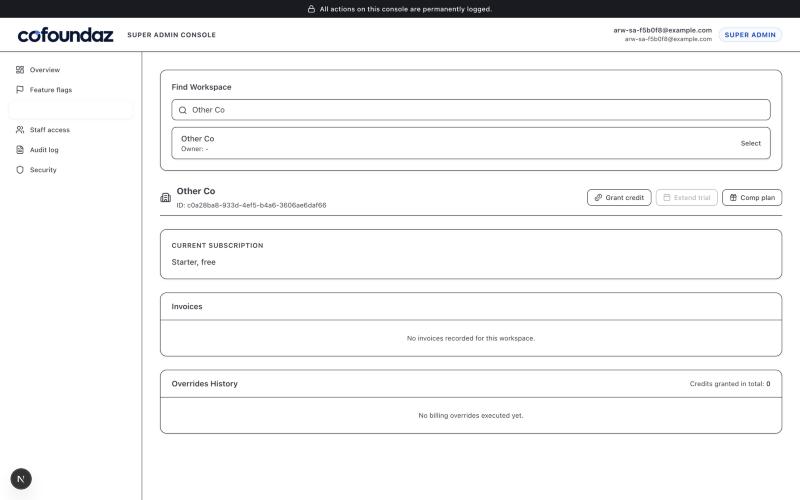 All actions on this console are permanently logged.
cofoundaz SUPER ADMIN CONSOLE
arw-sa-f5b0f8@example.com
arw-sa-f5b0f8@example.com
SUPER ADMIN
Overview
Feature flags
Staff access
Audit log
Security
Find Workspace
Other Co
Other Co
Owner: -
Select
Other Co
ID: c0a28ba8-933d-4ef5-b4a6-3606ae6daf66
Grant credit
Extend trial
Comp plan
CURRENT SUBSCRIPTION
Starter, free
Invoices
No invoices recorded for this workspace.
Overrides History
Credits granted in total: 0
No billing overrides executed yet.
N